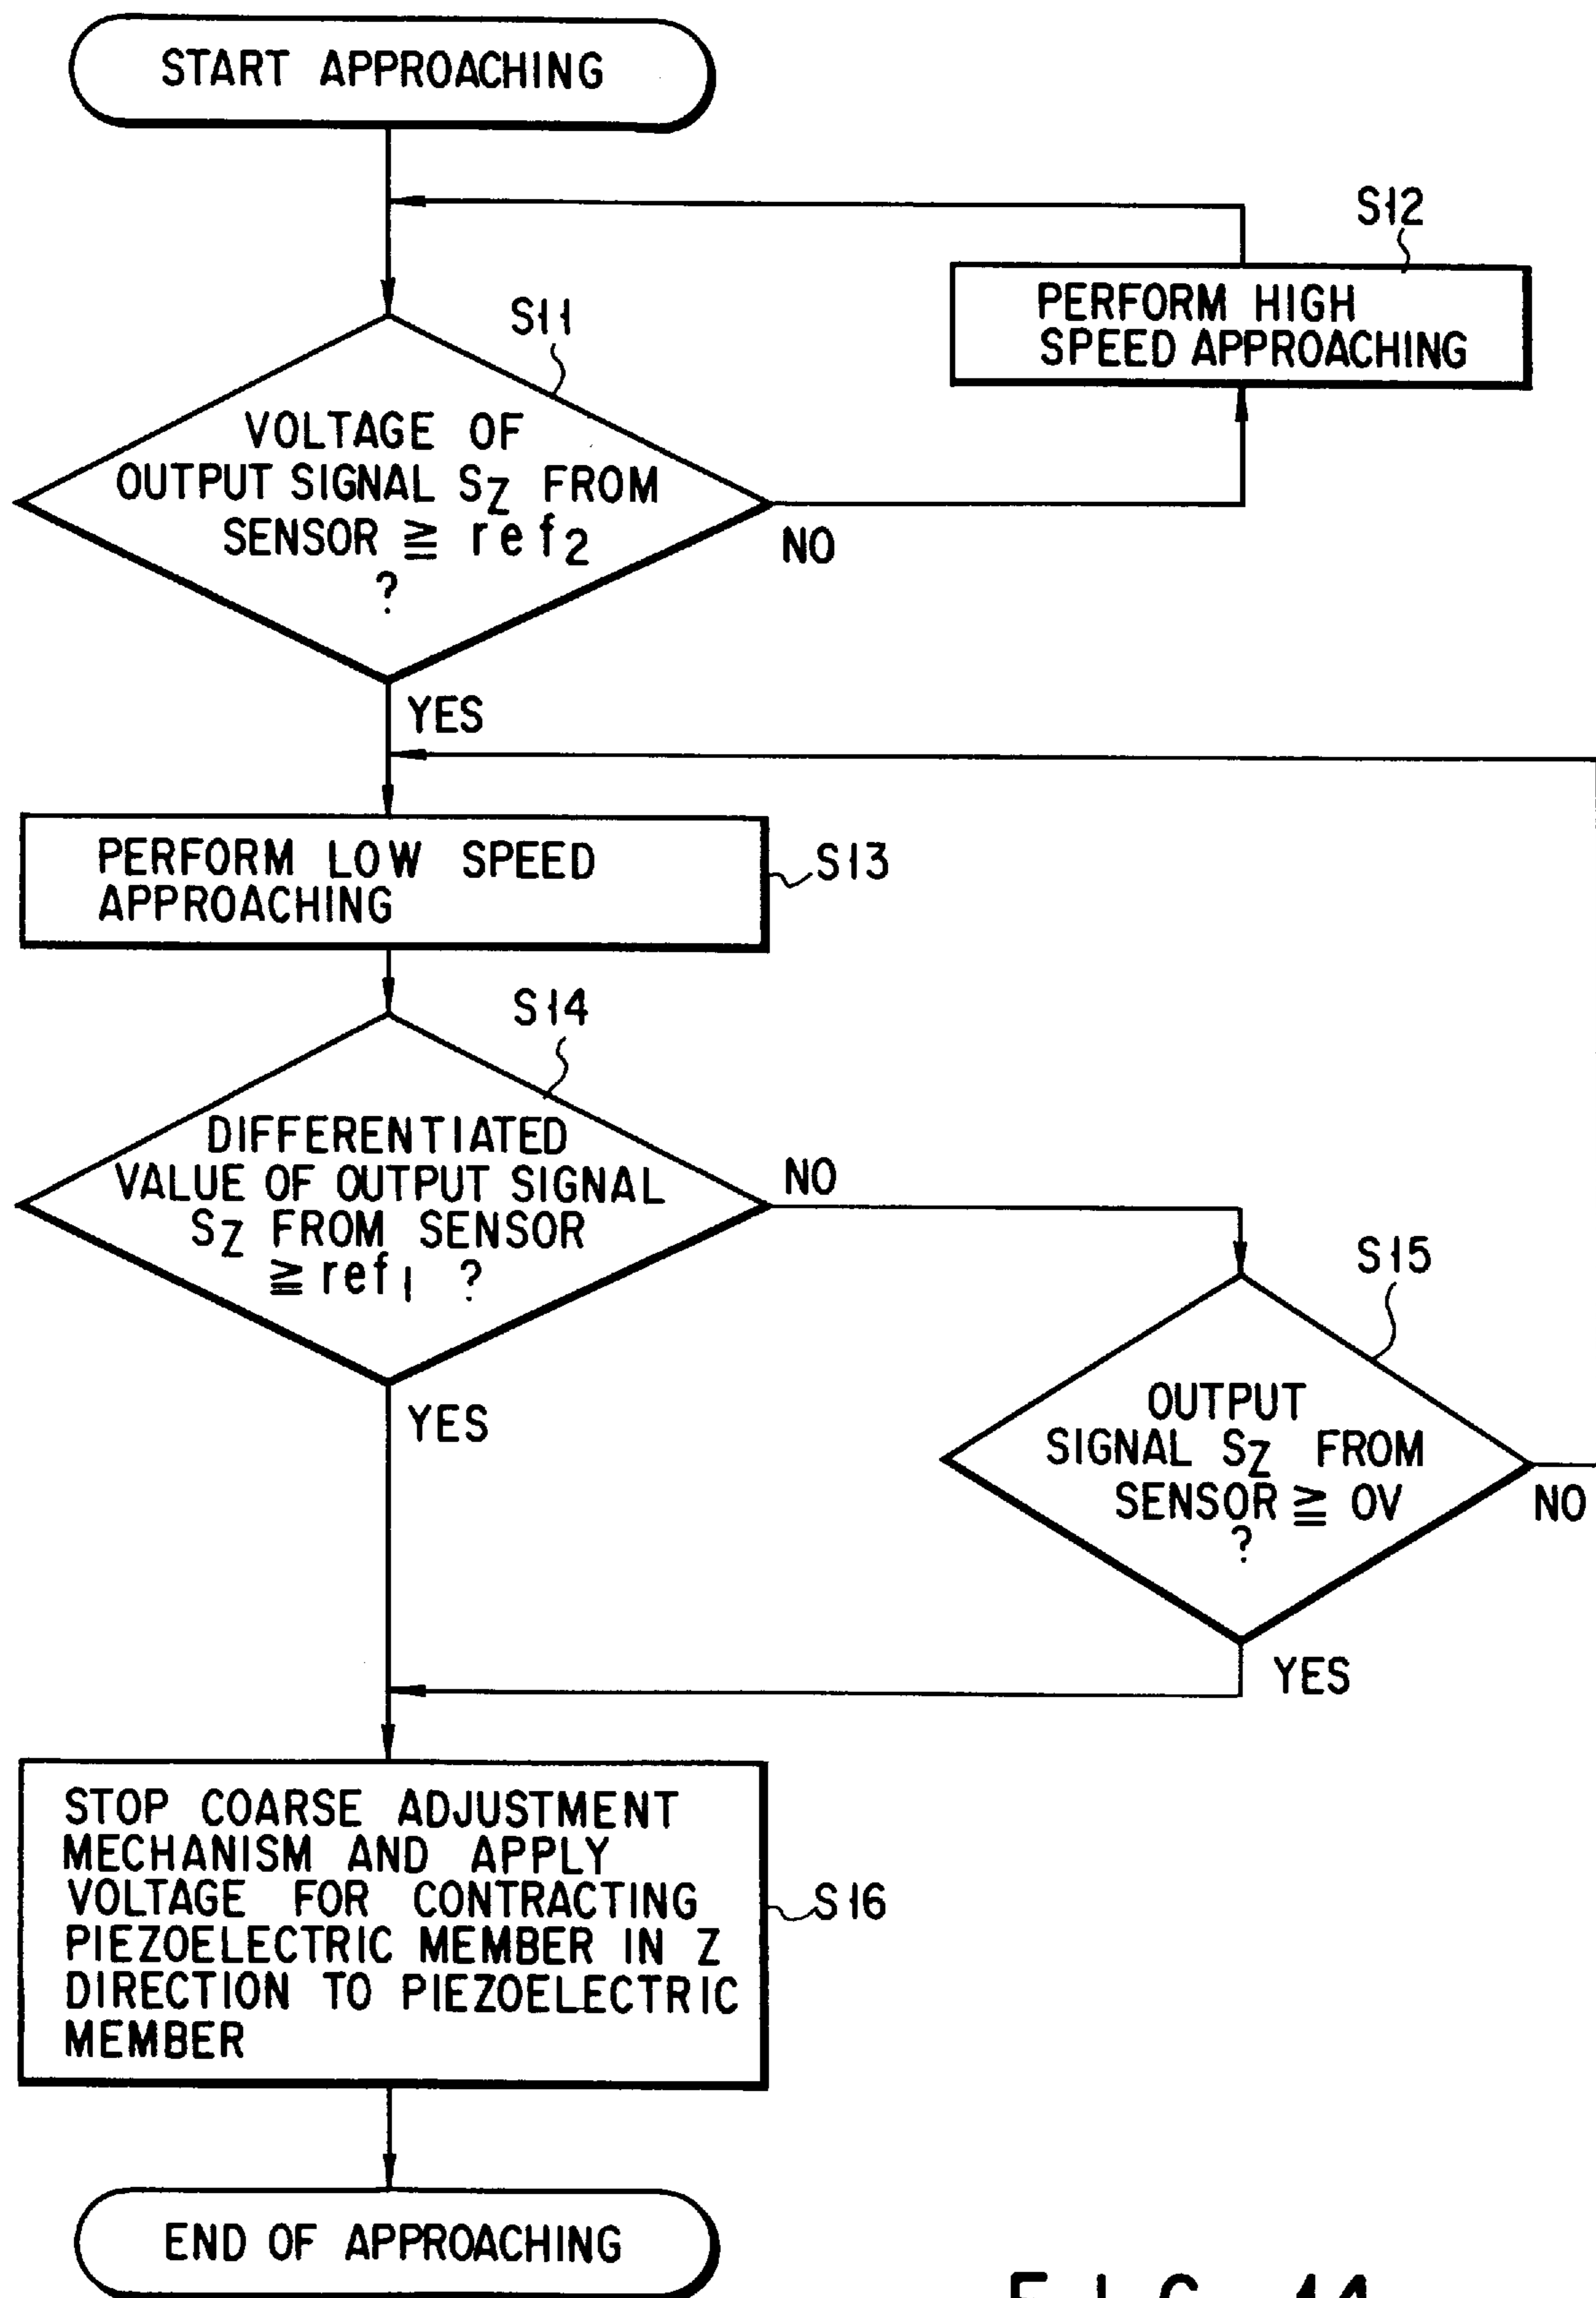 START APPROACHING
S12
PERFORM HIGH
SPEED APPROACHING
S11
VOLTAGE OF
OUTPUT SIGNAL SZ FROM
SENSOR ≧ ref2
?
NO
YES
PERFORM LOW SPEED
APPROACHING
S13
S14
DIFFERENTIATED
VALUE OF OUTPUT SIGNAL
SZ FROM SENSOR
≧ ref1 ?
NO
YES
S15
OUTPUT
SIGNAL SZ FROM
SENSOR ≧ 0V
?
NO
YES
STOP COARSE ADJUSTMENT
MECHANISM AND APPLY
VOLTAGE FOR CONTRACTING
PIEZOELECTRIC MEMBER IN Z
DIRECTION TO PIEZOELECTRIC
MEMBER
S16
END OF APPROACHING